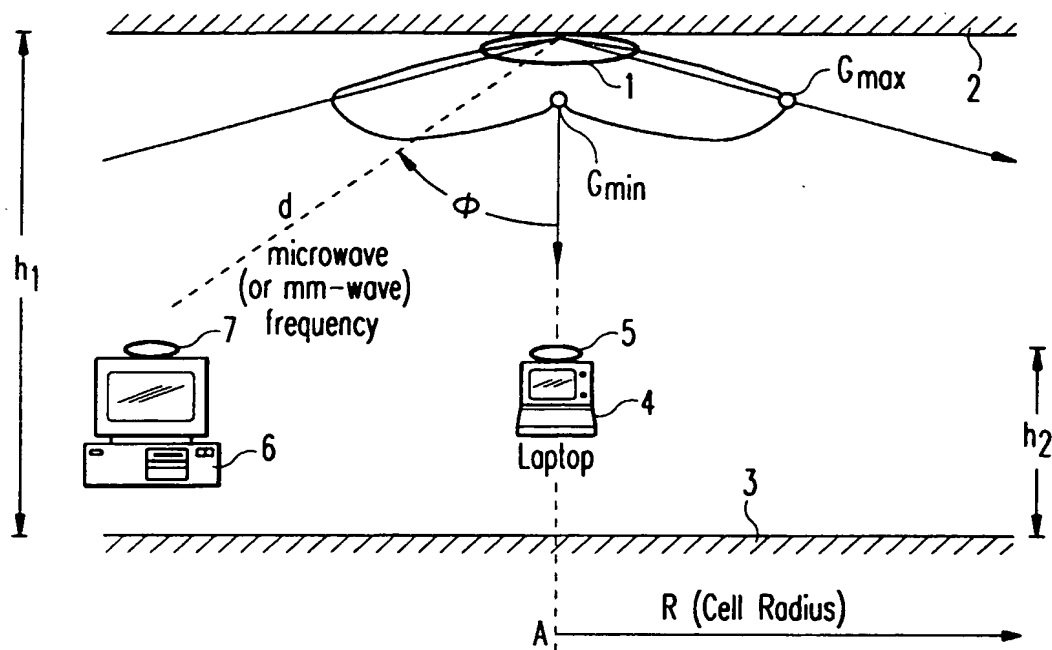 1
2
Gmax
Gmin
Φ
d
microwave
(or mm-wave)
frequency
h1
7
5
4
6
Laptop
h2
3
R (Cell Radius)
A